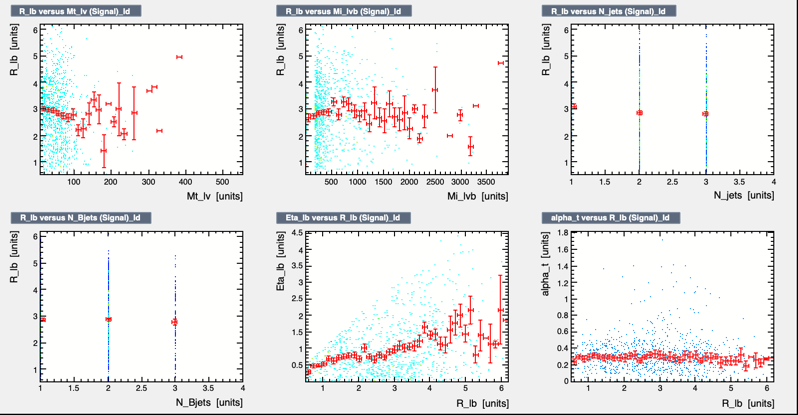 R_lb versus Mt_lv (Signal)_Id
R_lb versus Mi_lvb (Signal)_Id
R_lb versus N_jets (Signal)_Id
R_lb [units]
6
5
4
3
2
1
100 200 300 400 500
Mt_lv [units]
R_lb [units]
6
5
4
3
2
1
500 1000 1500 2000 2500 3000 3500
Mi_lvb [units]
R_lb [units]
6
5
4
3
2
1
1 1.5 2 2.5 3 3.5 4
N_jets [units]
R_lb versus N_Bjets (Signal)_Id
Eta_lb versus R_lb (Signal)_Id
alpha_t versus R_lb (Signal)_Id
R_lb [units]
6
5
4
3
2
1
1 1.5 2 2.5 3 3.5 4
N_Bjets [units]
Eta_lb [units]
4.5
4
3.5
3
2.5
2
1.5
1
0.5
1 2 3 4 5 6
R_lb [units]
alpha_t [units]
1.8
1.6
1.4
1.2
1
0.8
0.6
0.4
0.2
0
1 2 3 4 5 6
R_lb [units]